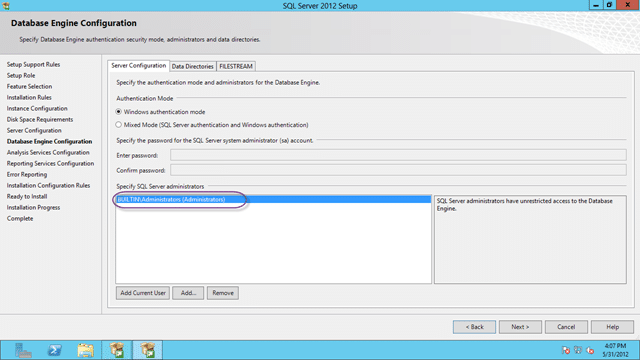 SQL Server 2012 Setup
Database Engine Configuration
Specify Database Engine authentication security mode, administrators and data directories.
Setup Support Rules
Setup Role
Feature Selection
Installation Rules
Instance Configuration
Disk Space Requirements
Server Configuration
Database Engine Configuration
Analysis Services Configuration
Reporting Services Configuration
Error Reporting
Installation Configuration Rules
Ready to Install
Installation Progress
Complete
Server Configuration Data Directories FILESTREAM
Specify the authentication mode and administrators for the Database Engine.
Authentication Mode
Windows authentication mode
Mixed Mode (SQL Server authentication and Windows authentication)
Specify the password for the SQL Server system administrator (sa) account.
Enter password:
Confirm password:
Specify SQL Server administrators
BUILTIN\Administrators (Administrators)
SQL Server administrators have unrestricted access to the Database
Engine.
Add Current User Add... Remove
< Back Next > Cancel Help
4:07 PM
5/31/2012